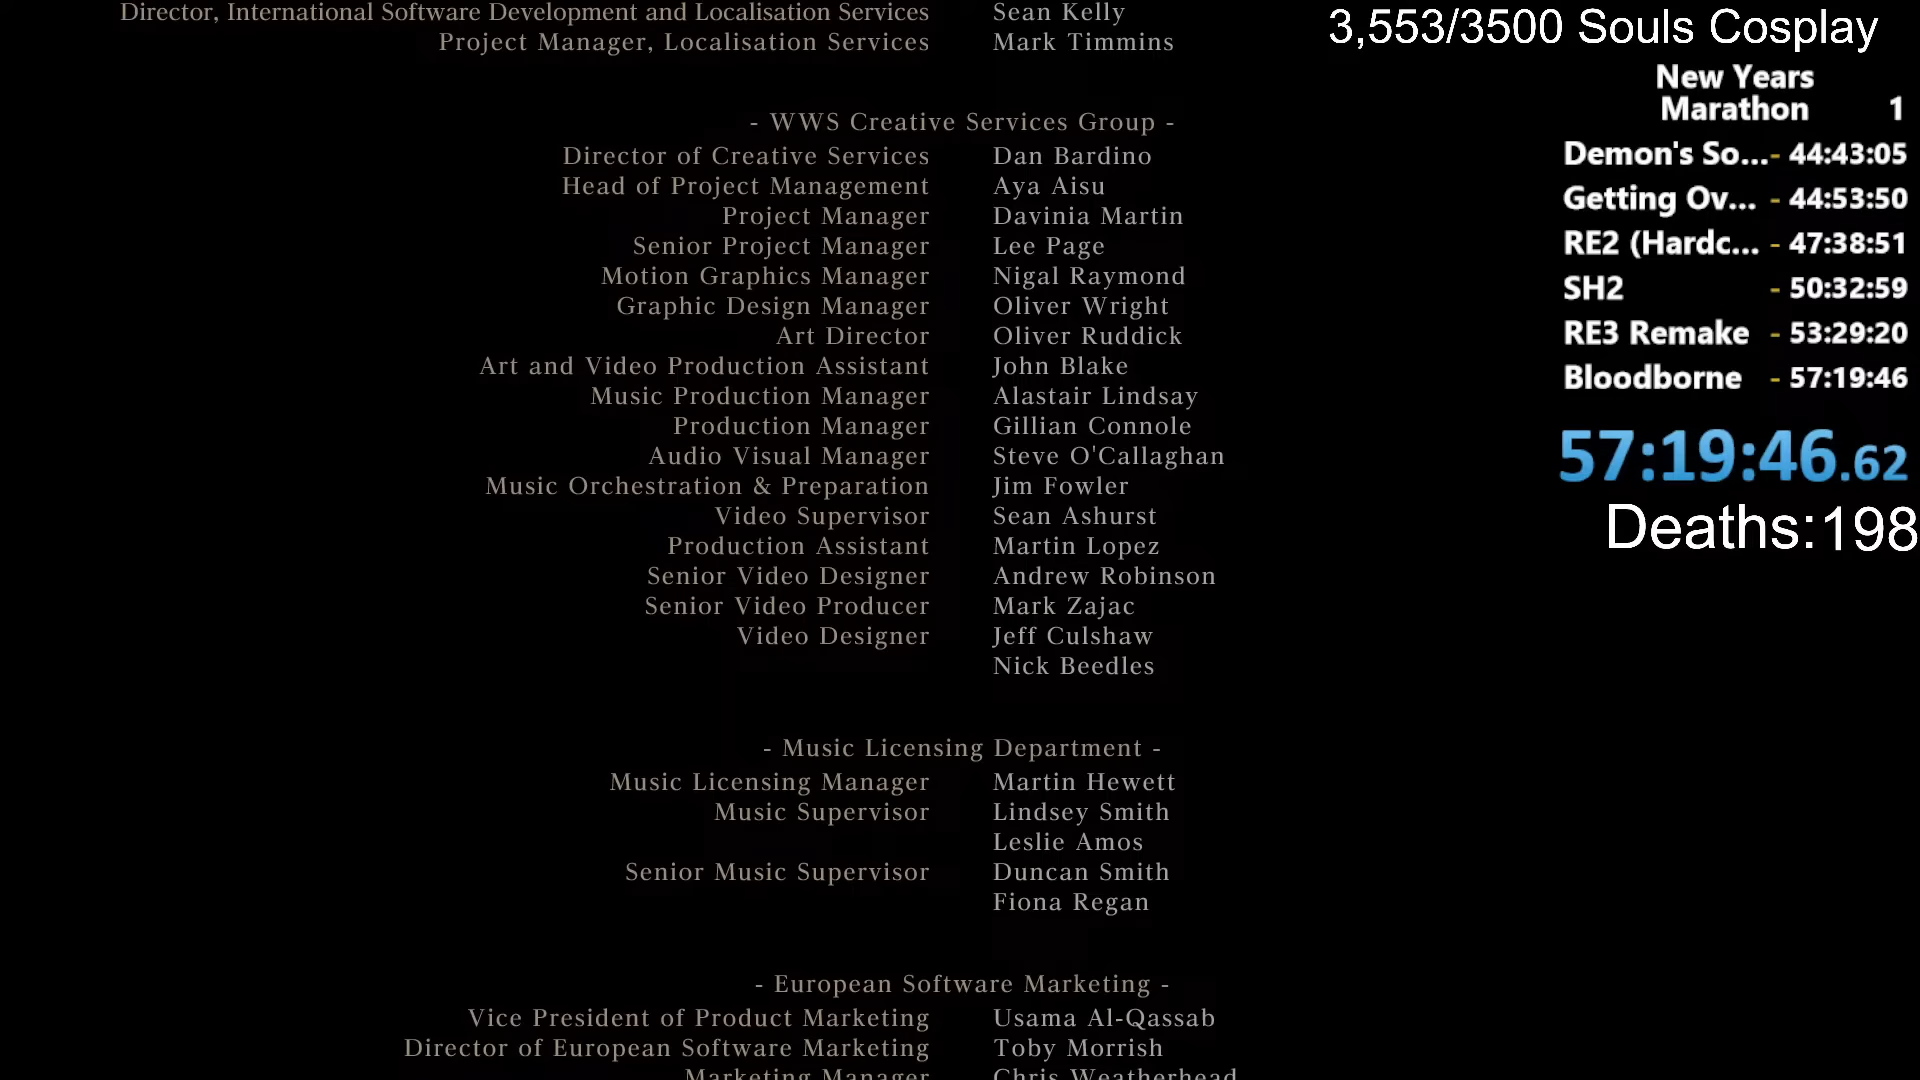 Director, International Software Development and Localisation Services Sean Kelly
Project Manager, Localisation Services Mark Timmins
- WWS Creative Services Group -
Director of Creative Services Dan Bardino
Head of Project Management Aya Aisu
Project Manager Davinia Martin
Senior Project Manager Lee Page
Motion Graphics Manager Nigal Raymond
Graphic Design Manager Oliver Wright
Art Director Oliver Ruddick
Art and Video Production Assistant John Blake
Music Production Manager Alastair Lindsay
Production Manager Gillian Connole
Audio Visual Manager Steve O'Callaghan
Music Orchestration & Preparation Jim Fowler
Video Supervisor Sean Ashurst
Production Assistant Martin Lopez
Senior Video Designer Andrew Robinson
Senior Video Producer Mark Zajac
Video Designer Jeff Culshaw
Nick Beedles
- Music Licensing Department -
Music Licensing Manager Martin Hewett
Music Supervisor Lindsey Smith
Leslie Amos
Senior Music Supervisor Duncan Smith
Fiona Regan
- European Software Marketing -
Vice President of Product Marketing Usama Al-Qassab
Director of European Software Marketing Toby Morrish
Marketing Manager Chris Weatherhead
3,553/3500 Souls Cosplay
New Years
Marathon 1
Demon's So...- 44:43:05
Getting Ov... - 44:53:50
RE2 (Hardc... - 47:38:51
SH2 - 50:32:59
RE3 Remake - 53:29:20
Bloodborne - 57:19:46
57:19:46.62
Deaths:198